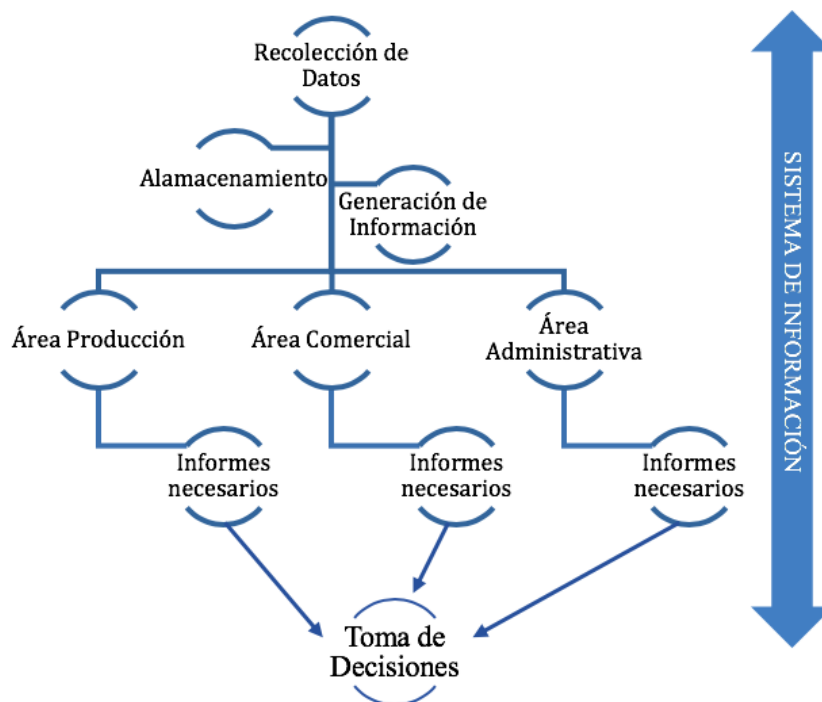 Recolección de
Datos
Alamacenamiento
Generación de
Información
Área Producción
Área Comercial
Área
Administrativa
Informes
necesarios
Informes
necesarios
Informes
necesarios
Toma de
Decisiones
SISTEMA DE INFORMACIÓN